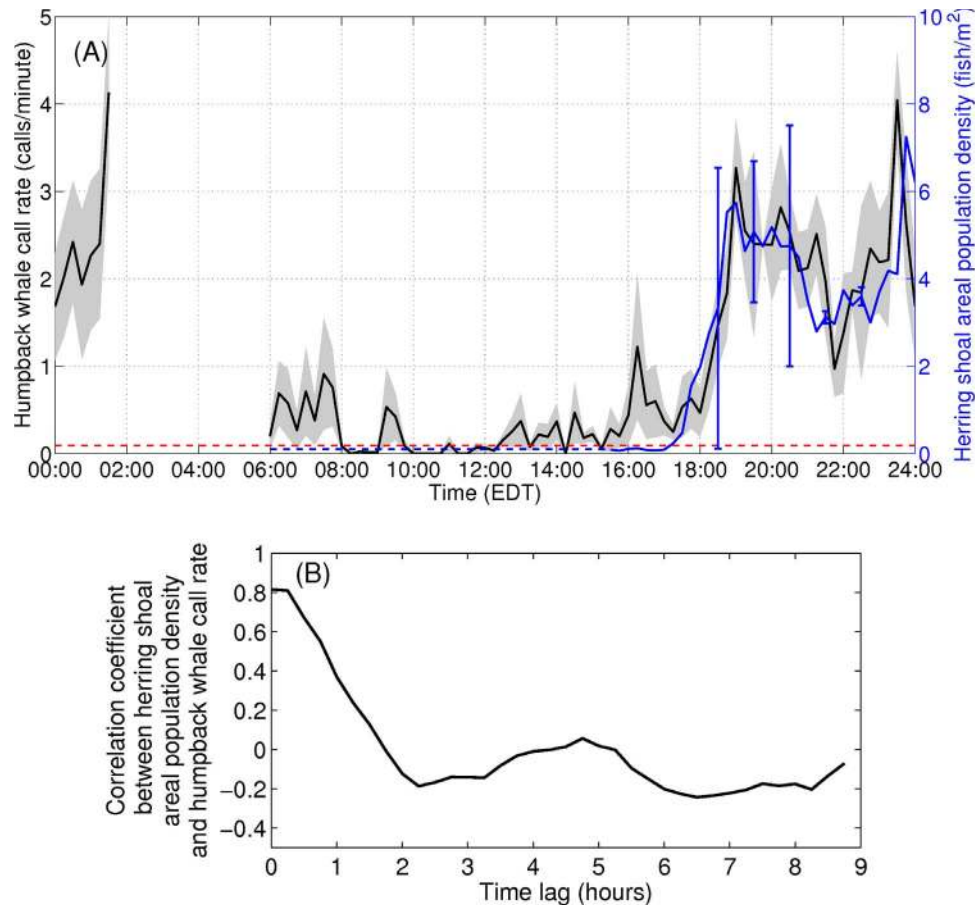 (A)
Humpback whale call rate (calls/minute)
5
4
3
2
1
0
Herring shoal areal population density (fish/m²)
10
8
6
4
2
0
00:00 02:00 04:00 06:00 08:00 10:00 12:00 14:00 16:00 18:00 20:00 22:00 24:00
Time (EDT)
(B)
Correlation coefficient
between herring shoal
areal population density
and humpback whale call rate
1
0.8
0.6
0.4
0.2
0
−0.2
−0.4
0 1 2 3 4 5 6 7 8 9
Time lag (hours)